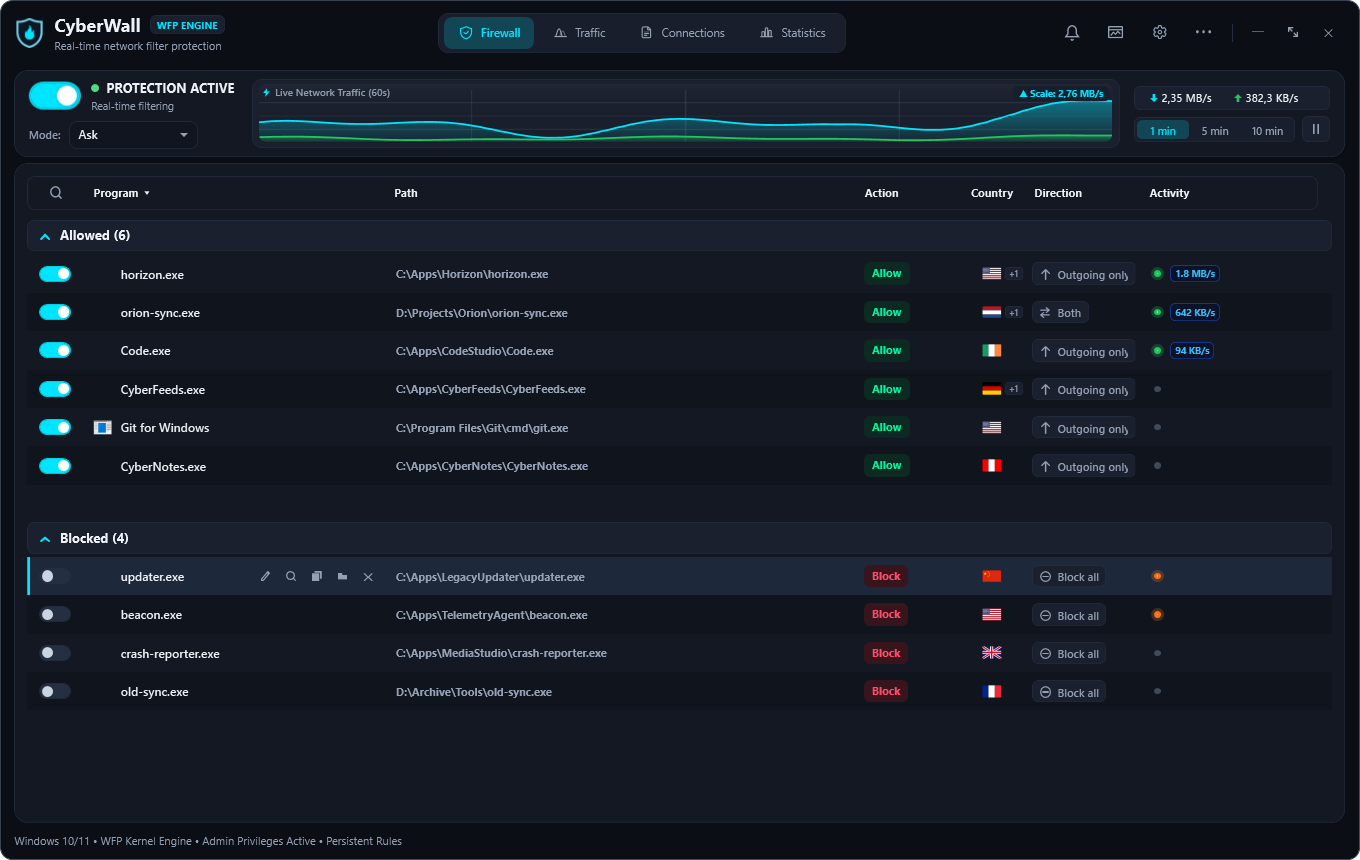 CyberWall WFP ENGINE
Real-time network filter protection
Firewall Traffic Connections Statistics
PROTECTION ACTIVE
Real-time filtering
Mode: Ask
Live Network Traffic (60s)
Scale: 2,76 MB/s
2,35 MB/s 382,3 KB/s
1 min 5 min 10 min
Program Path Action Country Direction Activity
Allowed (6)
horizon.exe C:\Apps\Horizon\horizon.exe Allow +1 Outgoing only 1.8 MB/s
orion-sync.exe D:\Projects\Orion\orion-sync.exe Allow +1 Both 642 KB/s
Code.exe C:\Apps\CodeStudio\Code.exe Allow Outgoing only 94 KB/s
CyberFeeds.exe C:\Apps\CyberFeeds\CyberFeeds.exe Allow +1 Outgoing only
Git for Windows C:\Program Files\Git\cmd\git.exe Allow Outgoing only
CyberNotes.exe C:\Apps\CyberNotes\CyberNotes.exe Allow Outgoing only
Blocked (4)
updater.exe C:\Apps\LegacyUpdater\updater.exe Block Block all
beacon.exe C:\Apps\TelemetryAgent\beacon.exe Block Block all
crash-reporter.exe C:\Apps\MediaStudio\crash-reporter.exe Block Block all
old-sync.exe D:\Archive\Tools\old-sync.exe Block Block all
Windows 10/11 • WFP Kernel Engine • Admin Privileges Active • Persistent Rules